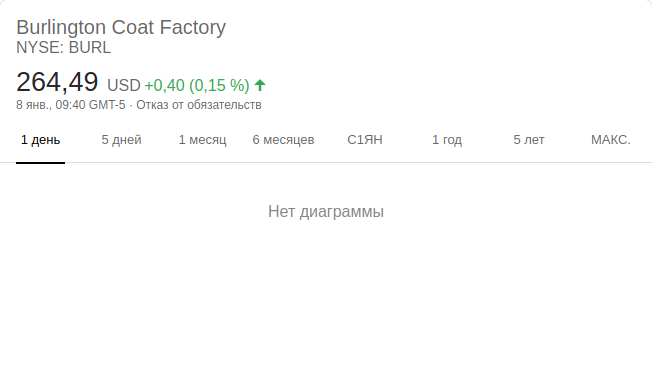 Burlington Coat Factory
NYSE: BURL
264,49 USD +0,40 (0,15 %)
8 янв., 09:40 GMT-5 · Отказ от обязательств
1 день 5 дней 1 месяц 6 месяцев С1ЯН 1 год 5 лет МАКС.
Нет диаграммы